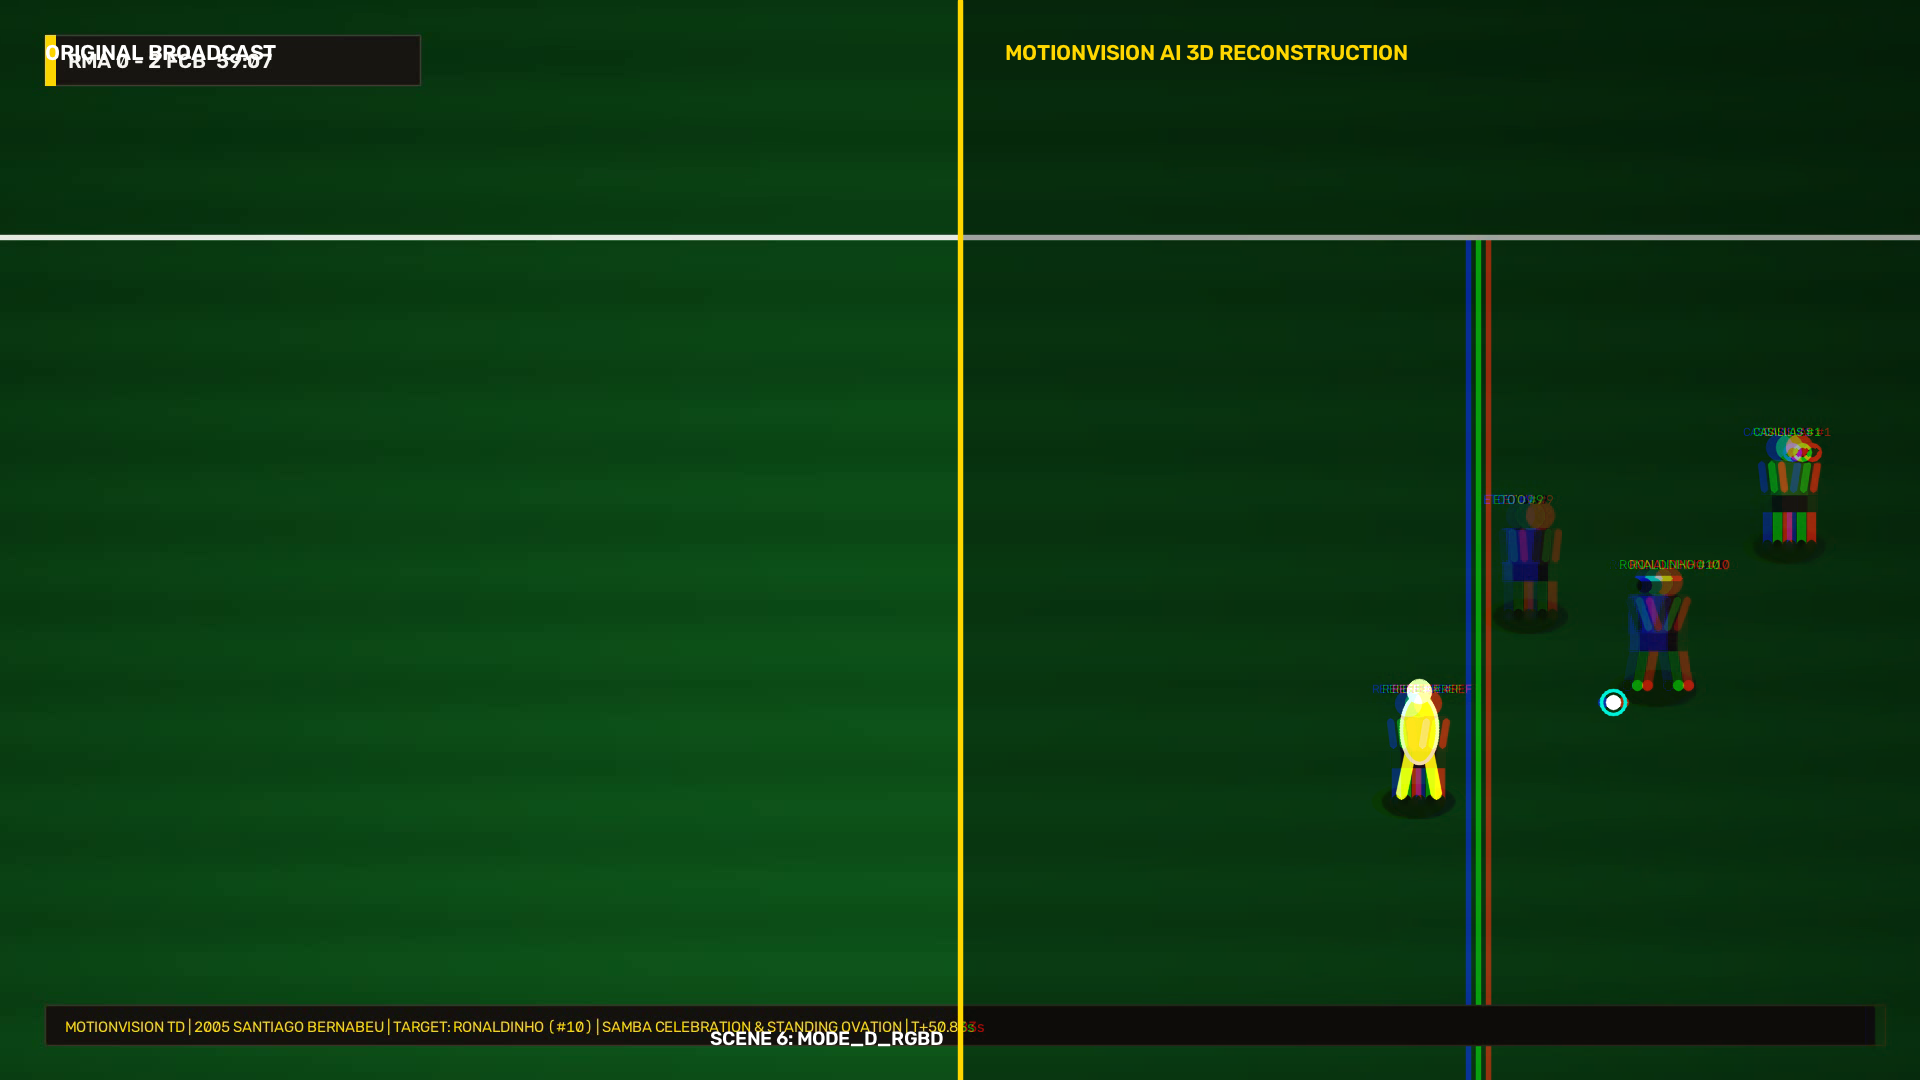 ORIGINAL BROADCAST
RMA 0 - 2 FCB 59:07
MOTIONVISION AI 3D RECONSTRUCTION
CASILLAS #1
ETO'O #9
RONALDINHO #10
MOTIONVISION TD | 2005 SANTIAGO BERNABEU | TARGET: RONALDINHO (#10) | SAMBA CELEBRATION & STANDING OVATION | T+50.8
SCENE 6: MODE_D_RGBD